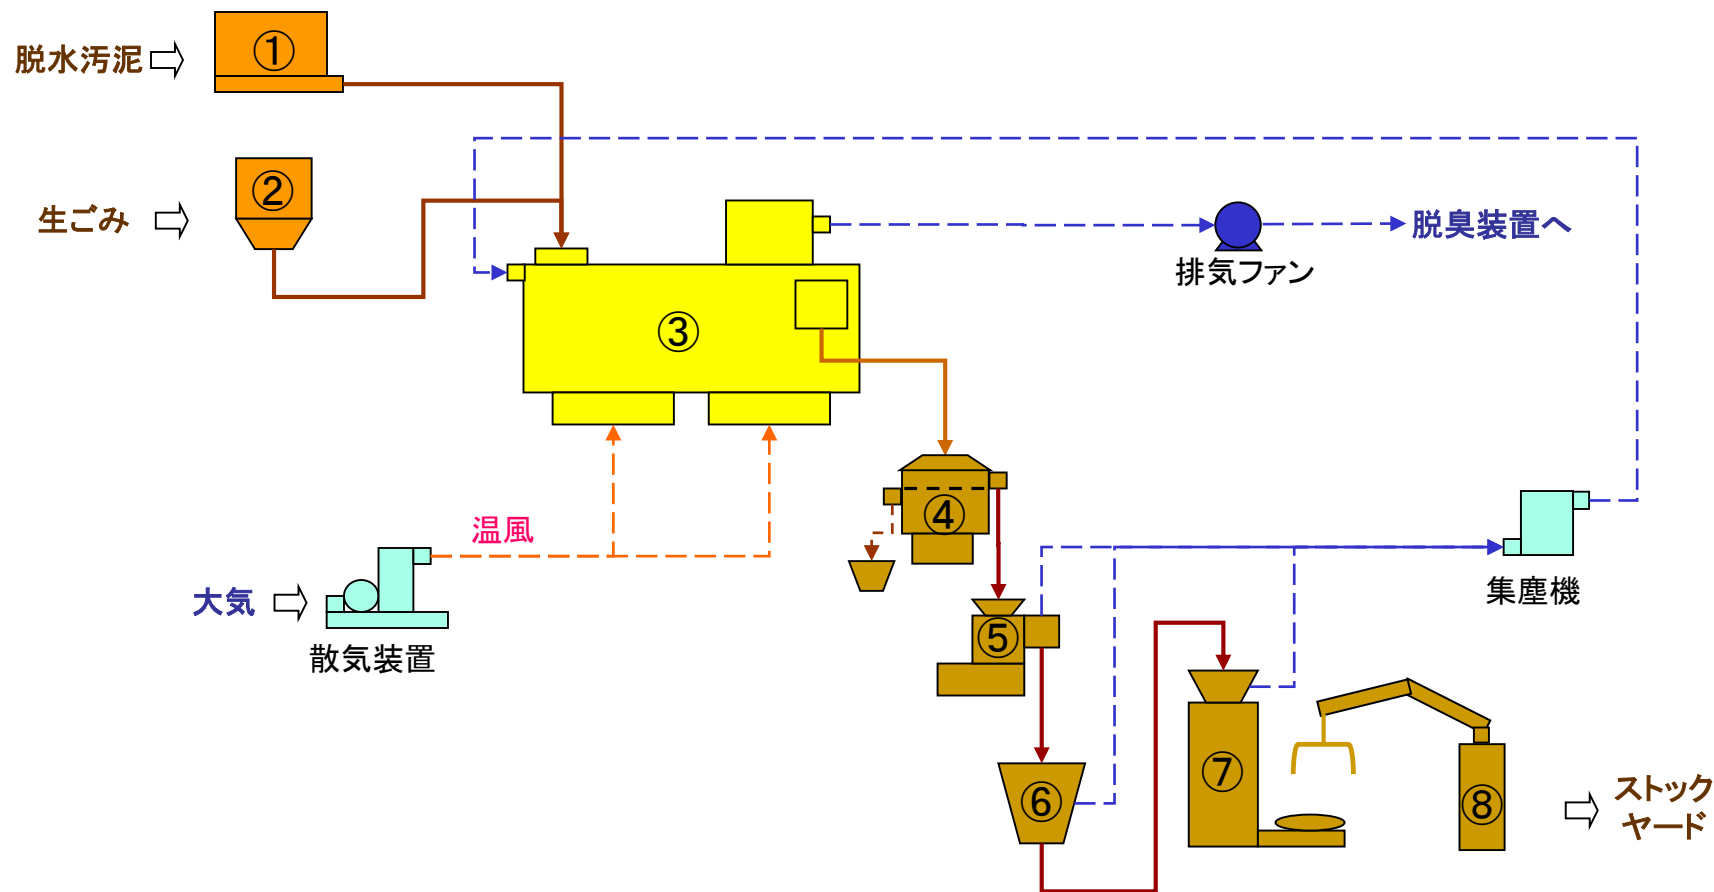 脱水汚泥
①
生ごみ
②
脱臭装置へ
排気ファン
③
温風
④
大気
集塵機
散気装置
⑤
⑦
⑥
⑧
ストック
ヤード